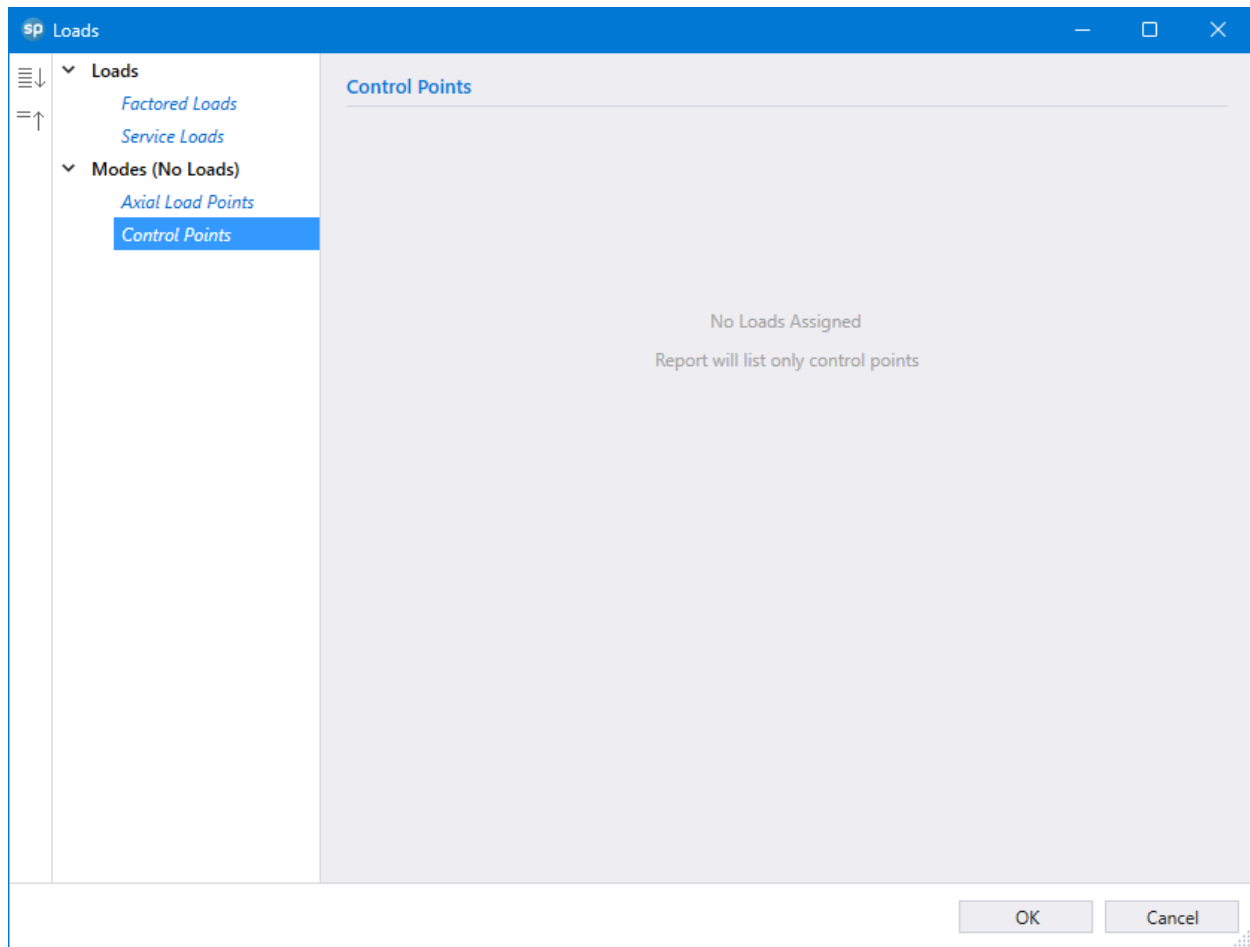 sp Loads
Loads
Factored Loads
Service Loads
Modes (No Loads)
Axial Load Points
Control Points
Control Points
No Loads Assigned
Report will list only control points
OK Cancel